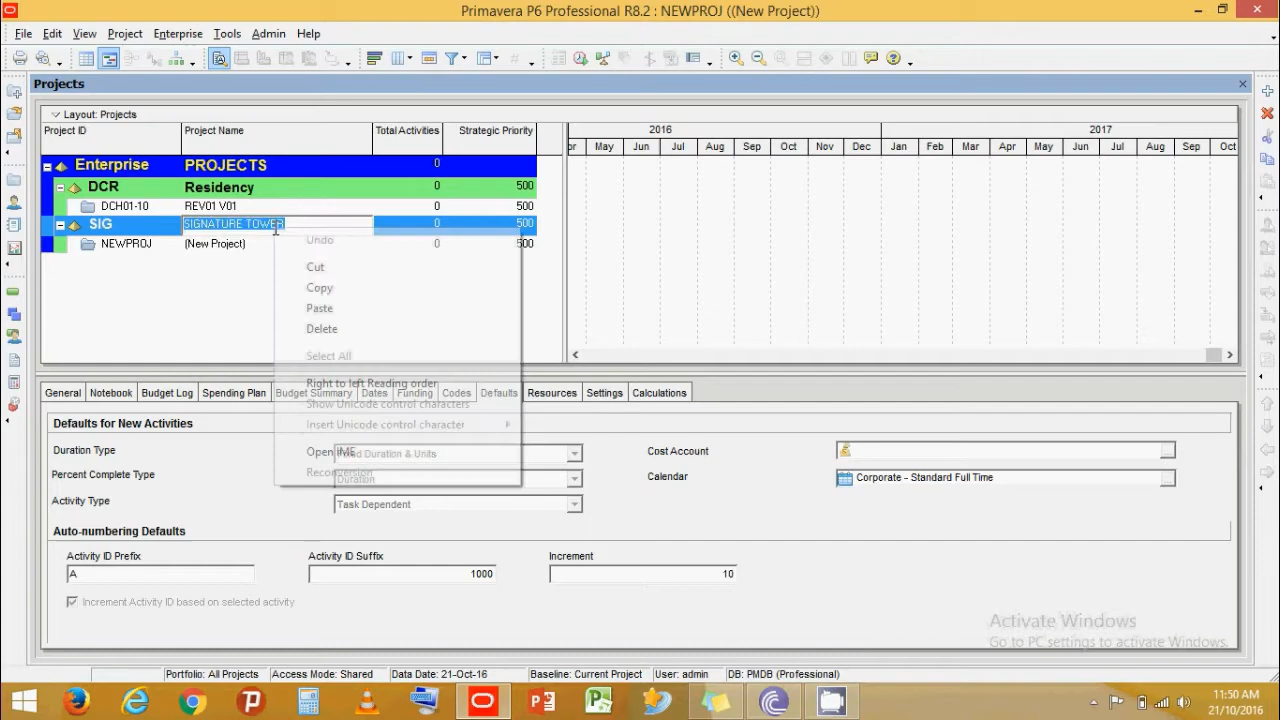 Primavera P6 Professional R8.2 : NEWPROJ ((New Project))
File Edit View Project Enterprise Tools Admin Help
Projects
Layout: Projects
Project ID Project Name Total Activities Strategic Priority
2016 2017
pr May Jun Jul Aug Sep Oct Nov Dec Jan Feb Mar Apr May Jun Jul Aug Sep Oct
Enterprise PROJECTS 0 500
DCR Residency 0 500
DCH01-10 REV01 V01 0 500
SIG SIGNATURE TOWER 0 500
NEWPROJ (New Project) 0 500
Undo
Cut
Copy
Paste
Delete
Select All
Right to left Reading order
Show Unicode control characters
Insert Unicode control character
Open IME
Reconversion
General Notebook Budget Log Spending Plan Budget Summary Dates Funding Codes Defaults Resources Settings Calculations
Defaults for New Activities
Duration Type Fixed Duration & Units Cost Account
Percent Complete Type Duration Calendar Corporate - Standard Full Time
Activity Type Task Dependent
Auto-numbering Defaults
Activity ID Prefix Activity ID Suffix Increment
A 1000 10
Increment Activity ID based on selected activity
Activate Windows
Go to PC settings to activate Windows.
Portfolio: All Projects Access Mode: Shared Data Date: 21-Oct-16 Baseline: Current Project User: admin DB: PMDB (Professional)
11:50 AM
21/10/2016